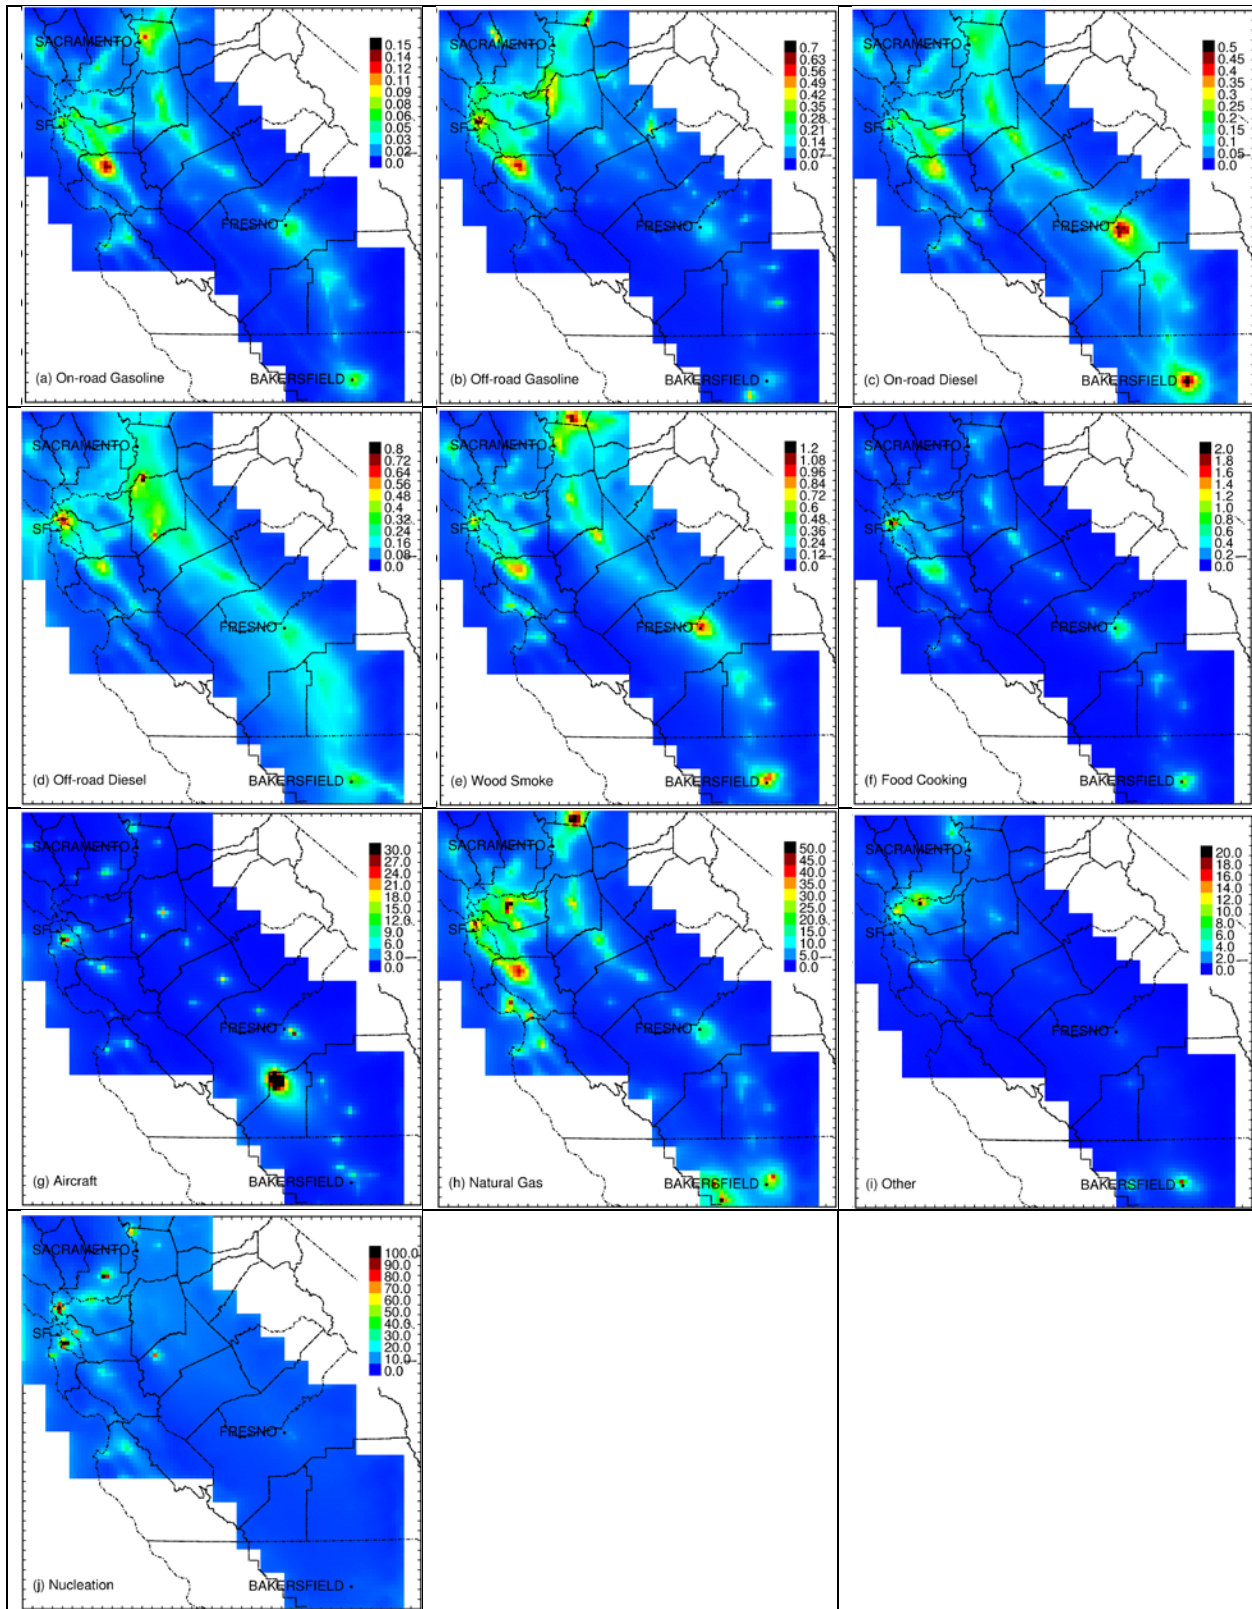 SACRAMENTO
SF
FRESNO
BAKERSFIELD
(a) On-road Gasoline
0.15
0.14
0.12
0.11
0.09
0.08
0.06
0.05
0.03
0.02
0.0
SACRAMENTO
SF
FRESNO
BAKERSFIELD
(b) Off-road Gasoline
0.7
0.63
0.56
0.49
0.42
0.35
0.28
0.21
0.14
0.07
0.0
SACRAMENTO
SF
FRESNO
BAKERSFIELD
(c) On-road Diesel
0.5
0.45
0.4
0.35
0.3
0.25
0.2
0.15
0.1
0.05
0.0
SACRAMENTO
SF
FRESNO
BAKERSFIELD
(d) Off-road Diesel
0.8
0.72
0.64
0.56
0.48
0.4
0.32
0.24
0.16
0.08
0.0
SACRAMENTO
SF
FRESNO
BAKERSFIELD
(e) Wood Smoke
1.2
1.08
0.96
0.84
0.72
0.6
0.48
0.36
0.24
0.12
0.0
SACRAMENTO
SF
FRESNO
BAKERSFIELD
(f) Food Cooking
2.0
1.8
1.6
1.4
1.2
1.0
0.8
0.6
0.4
0.2
0.0
SACRAMENTO
SF
FRESNO
BAKERSFIELD
(g) Aircraft
30.0
27.0
24.0
21.0
18.0
15.0
12.0
9.0
6.0
3.0
0.0
SACRAMENTO
SF
FRESNO
BAKERSFIELD
(h) Natural Gas
50.0
45.0
40.0
35.0
30.0
25.0
20.0
15.0
10.0
5.0
0.0
SACRAMENTO
SF
FRESNO
BAKERSFIELD
(i) Other
20.0
18.0
16.0
14.0
12.0
10.0
8.0
6.0
4.0
2.0
0.0
SACRAMENTO
SF
FRESNO
BAKERSFIELD
(j) Nucleation
100.0
90.0
80.0
70.0
60.0
50.0
40.0
30.0
20.0
10.0
0.0